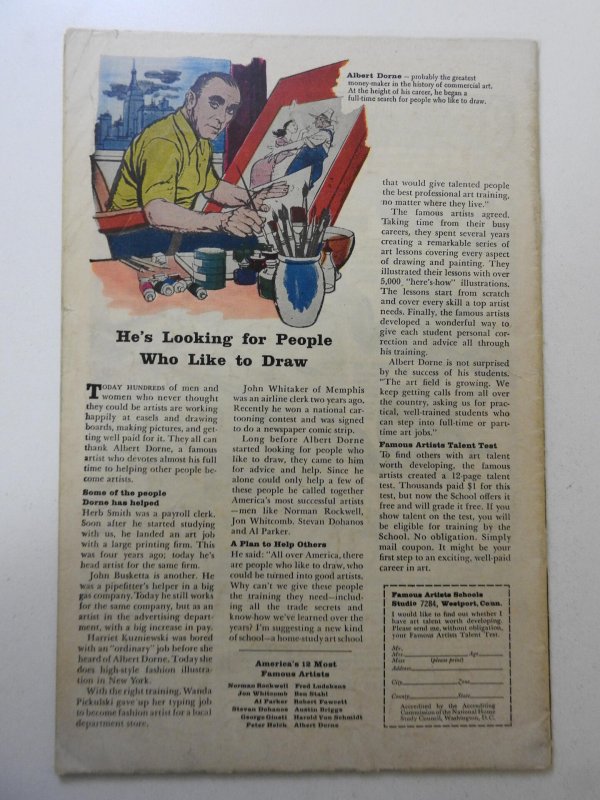 Albert Dorne – probably the greatest
money-maker in the history of commercial art.
At the height of his career, he began a
full-time search for people who like to draw.
He's Looking for People
Who Like to Draw
TODAY HUNDREDS of men and
women who never thought
they could be artists are working
happily at easels and drawing
boards, making pictures, and get-
ting well paid for it. They all can
thank Albert Dorne, a famous
artist who devotes almost his full
time to helping other people be-
come artists.
Some of the people
Dorne has helped
Herb Smith was a payroll clerk.
Soon after he started studying
with us, he landed an art job
with a large printing firm. This
was four years ago; today he's
head artist for the same firm.
John Busketta is another. He
was a pipefitter's helper in a big
gas company. Today he still works
for the same company, but as an
artist in the advertising depart-
ment, with a big increase in pay.
Harriet Kuzniewski was bored
with an "ordinary" job before she
heard of Albert Dorne. Today she
does high-style fashion illustra-
tion in New York.
With the right training, Wanda
Pickulski gave up her typing job
to become fashion artist for a local
department store.
John Whitaker of Memphis
was an airline clerk two years ago.
Recently he won a national car-
tooning contest and was signed
to do a newspaper comic strip.
Long before Albert Dorne
started looking for people who
like to draw, they came to him
for advice and help. Since he
alone could only help a few of
these people he called together
America's most successful artists
—men like Norman Rockwell,
Jon Whitcomb, Stevan Dohanos
and Al Parker.
A Plan to Help Others
He said: "All over America, there
are people who like to draw, who
could be turned into good artists.
Why can't we give these people
the training they need—includ-
ing all the trade secrets and
know-how we've learned over the
years? I'm suggesting a new kind
of school—a home-study art school
America's 12 Most
Famous Artists
Norman Rockwell Fred Ludekens
Jon Whitcomb Ben Stahl
Al Parker Robert Fawcett
Stevan Dohanos Austin Briggs
George Giusti Harold Von Schmidt
Peter Helck Albert Dorne
that would give talented people
the best professional art training,
no matter where they live."
The famous artists agreed.
Taking time from their busy
careers, they spent several years
creating a remarkable series of
art lessons covering every aspect
of drawing and painting. They
illustrated their lessons with over
5,000 "here's-how" illustrations.
The lessons start from scratch
and cover every skill a top artist
needs. Finally, the famous artists
developed a wonderful way to
give each student personal cor-
rection and advice all through
his training.
Albert Dorne is not surprised
by the success of his students.
"The art field is growing. We
keep getting calls from all over
the country, asking us for prac-
tical, well-trained students who
can step into full-time or part-
time art jobs."
Famous Artists Talent Test
To find others with art talent
worth developing, the famous
artists created a 12-page talent
test. Thousands paid $1 for this
test, but now the School offers it
free and will grade it free. If you
show talent on the test, you will
be eligible for training by the
School. No obligation. Simply
mail coupon. It might be your
first step to an exciting, well-paid
career in art.
Famous Artists Schools
Studio 7284, Westport, Conn.
I would like to find out whether I
have art talent worth developing.
Please send me, without obligation,
your Famous Artists Talent Test.
Mr.
Mrs. Age
Miss (please print)
Address
City Zone
County State
Accredited by the Accrediting
Commission of the National Home
Study Council, Washington, D.C.